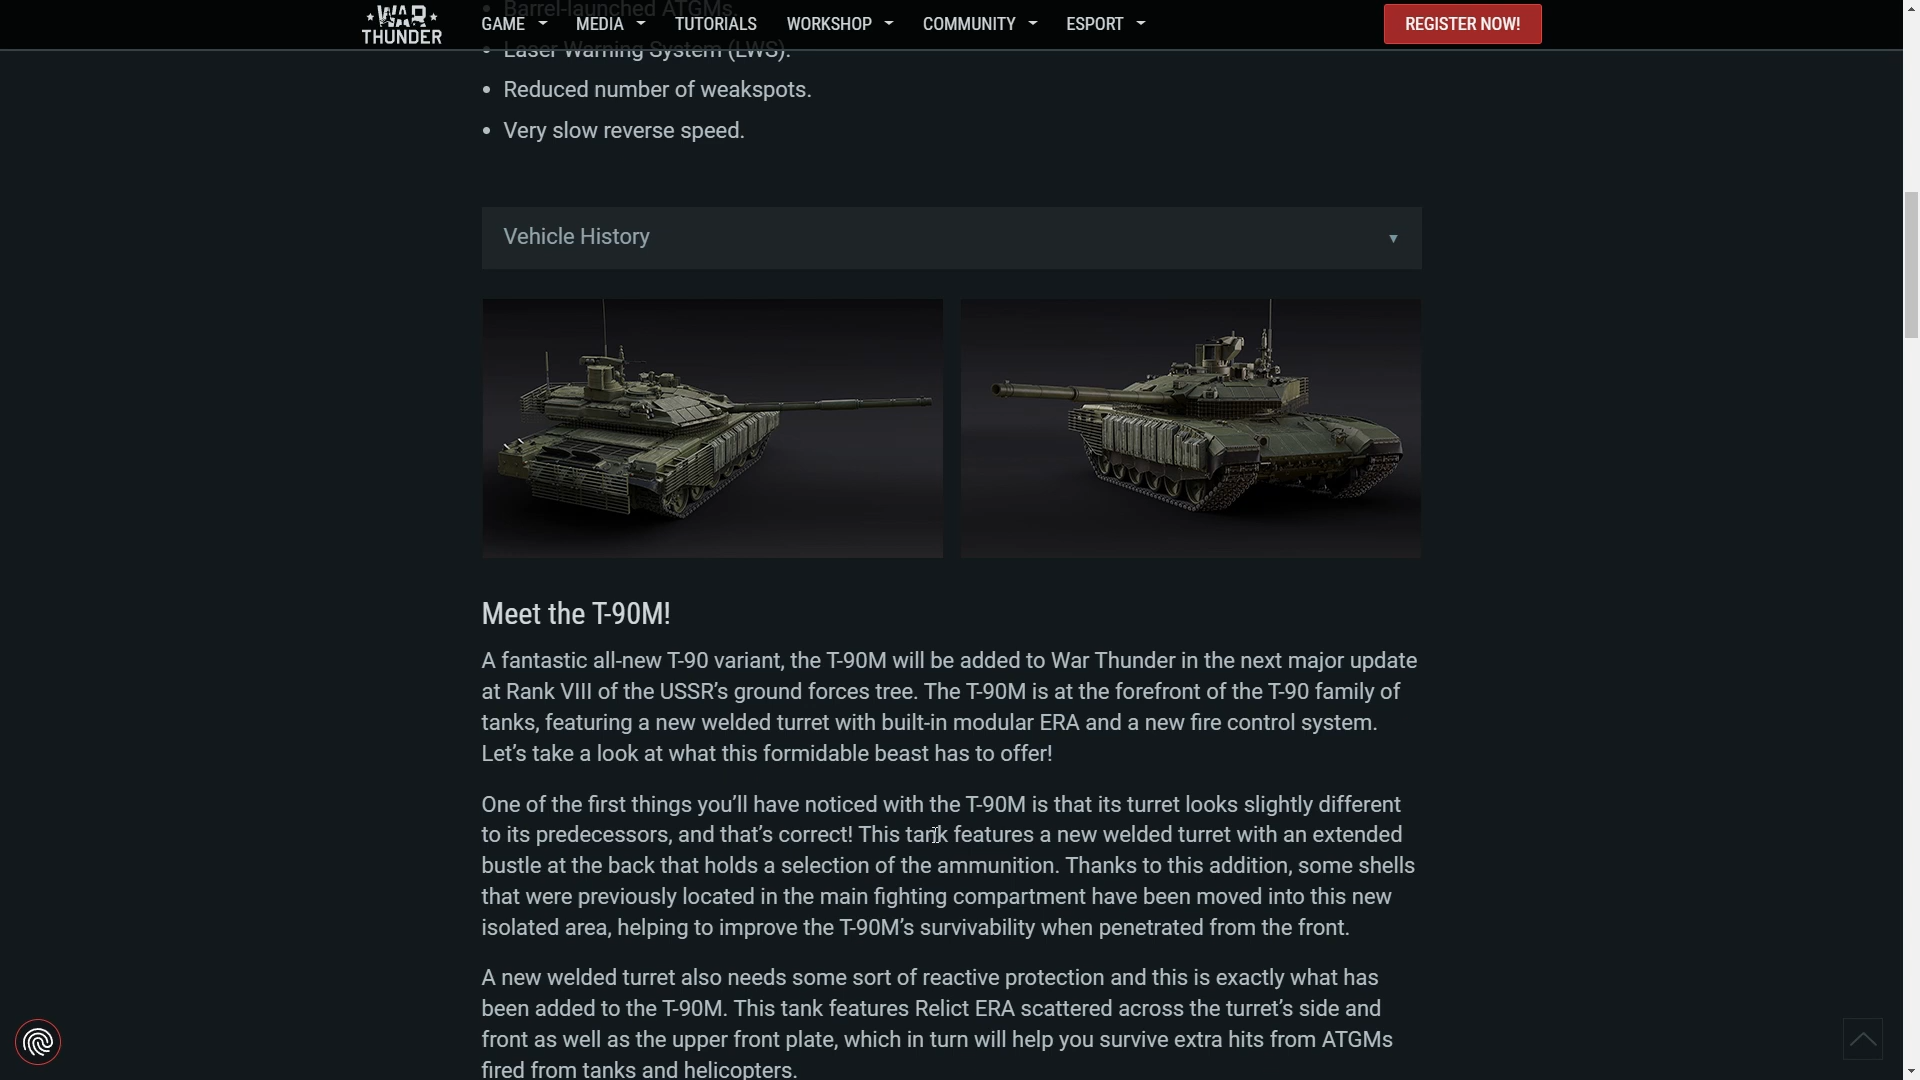 Barrel-launched ATGMs.
WAR THUNDER
GAME MEDIA TUTORIALS WORKSHOP COMMUNITY ESPORT REGISTER NOW!
Laser Warning System (LWS).
Reduced number of weakspots.
Very slow reverse speed.
Vehicle History
Meet the T-90M!
A fantastic all-new T-90 variant, the T-90M will be added to War Thunder in the next major update
at Rank VIII of the USSR’s ground forces tree. The T-90M is at the forefront of the T-90 family of
tanks, featuring a new welded turret with built-in modular ERA and a new fire control system.
Let’s take a look at what this formidable beast has to offer!
One of the first things you’ll have noticed with the T-90M is that its turret looks slightly different
to its predecessors, and that’s correct! This tank features a new welded turret with an extended
bustle at the back that holds a selection of the ammunition. Thanks to this addition, some shells
that were previously located in the main fighting compartment have been moved into this new
isolated area, helping to improve the T-90M’s survivability when penetrated from the front.
A new welded turret also needs some sort of reactive protection and this is exactly what has
been added to the T-90M. This tank features Relict ERA scattered across the turret’s side and
front as well as the upper front plate, which in turn will help you survive extra hits from ATGMs
fired from tanks and helicopters.